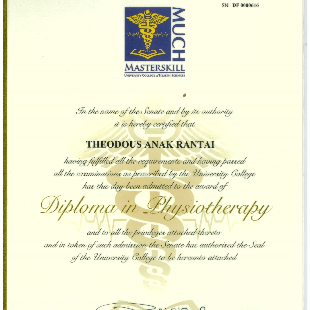 SN: DP 0000616
MUCH
MASTERSKILL
UNIVERSITY COLLEGE OF HEALTH SCIENCES
In the name of the Senate and by its authority
it is hereby certified that
THEODOUS ANAK RANTAI
having fulfilled all the requirements and having passed
all the examinations as prescribed by the University College
has this day been admitted to the award of
Diploma in Physiotherapy
and to all the privileges attached thereto
and in token of such admission the Senate has authorised the Seal
of the University College to be hereunto attached